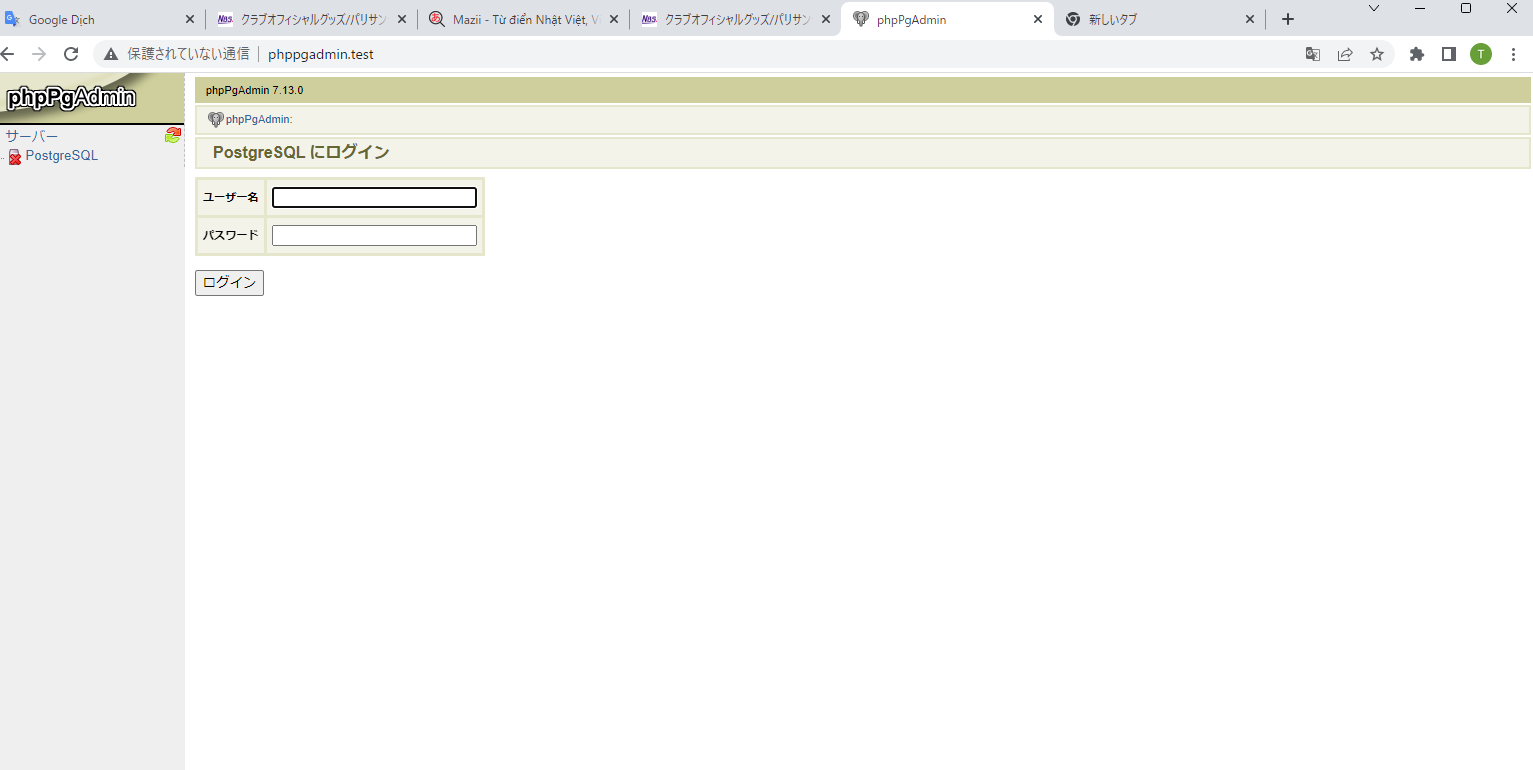 Google Dịch
Nos. クラブオフィシャルグッズ/パリサン
Mazii - Từ điển Nhật Việt, V
Nos. クラブオフィシャルグッズ/パリサン
phpPgAdmin
新しいタブ
保護されていない通信 phppgadmin.test
T
phpPgAdmin
サーバー
PostgreSQL
phpPgAdmin 7.13.0
phpPgAdmin:
PostgreSQL にログイン
ユーザー名
パスワード
ログイン